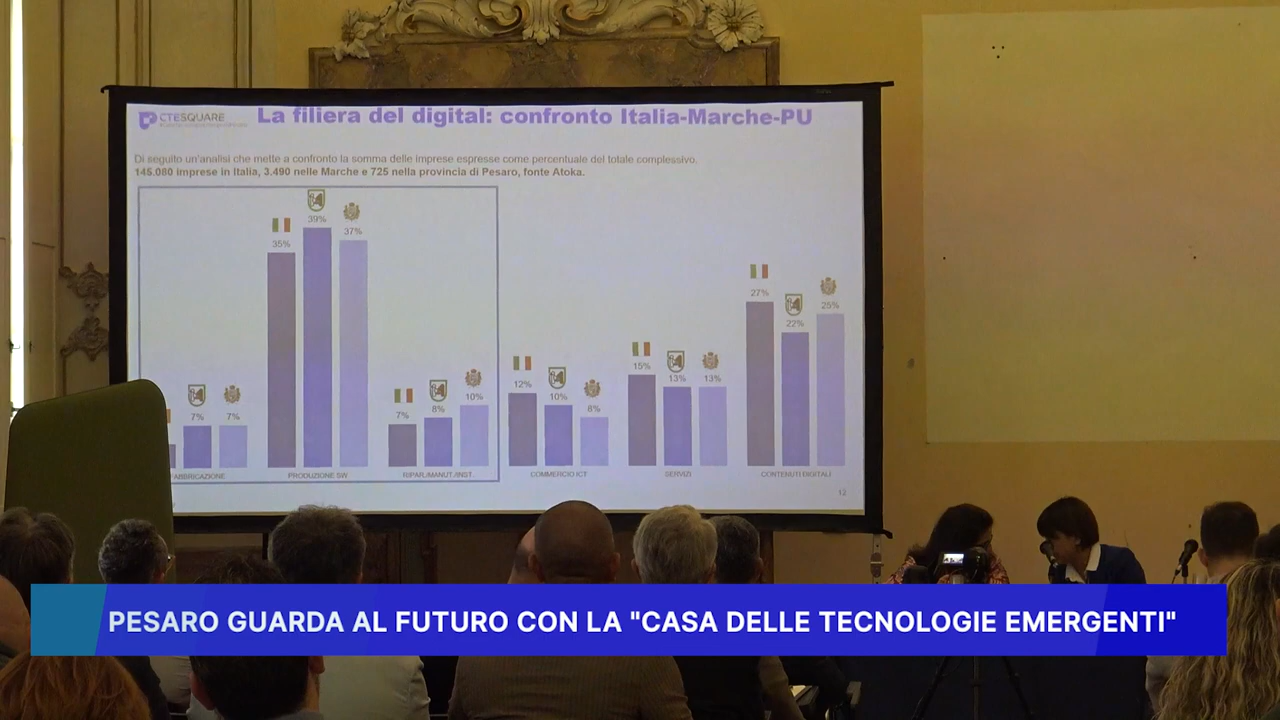 CTESQUARE
La filiera del digital: confronto Italia-Marche-PU
Di seguito un'analisi che mette a confronto la somma delle imprese espresse come percentuale del totale complessivo.
145.080 imprese in Italia, 3.490 nelle Marche e 725 nella provincia di Pesaro, fonte Atoka.
7% 7%
35% 39% 37%
7% 8% 10%
12% 10% 8%
15% 13% 13%
27% 22% 25%
PRODUZIONE SW
RIPAR./MANUT./INST.
COMMERCIO ICT
SERVIZI
CONTENUTI DIGITALI
12
PESARO GUARDA AL FUTURO CON LA "CASA DELLE TECNOLOGIE EMERGENTI"